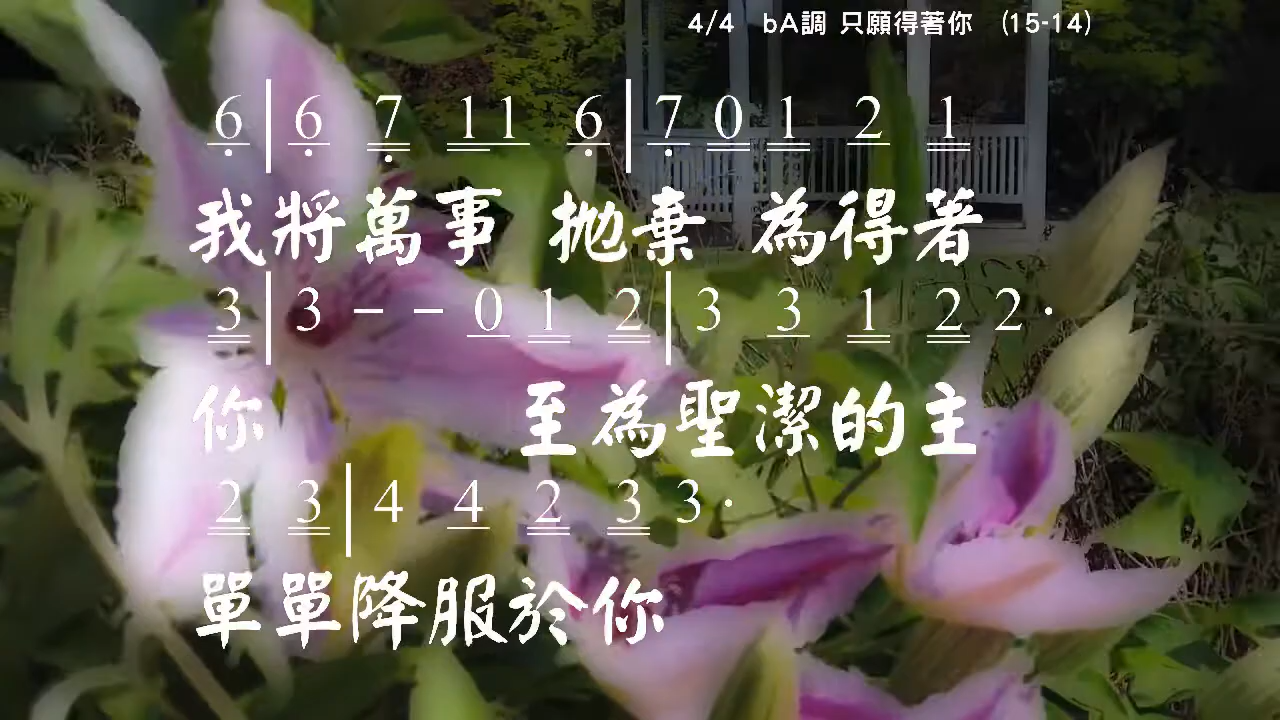 4/4 bA調 只願得著你 (15-14)
6 | 6 7 1 1 6 | 7 0 1 2 1
我將萬事 拋棄 為得著
3 | 3 - - 0 1 2 | 3 3 1 2 2·
你 至為聖潔的主
2 3 | 4 4 2 3 3·
單單降服於你